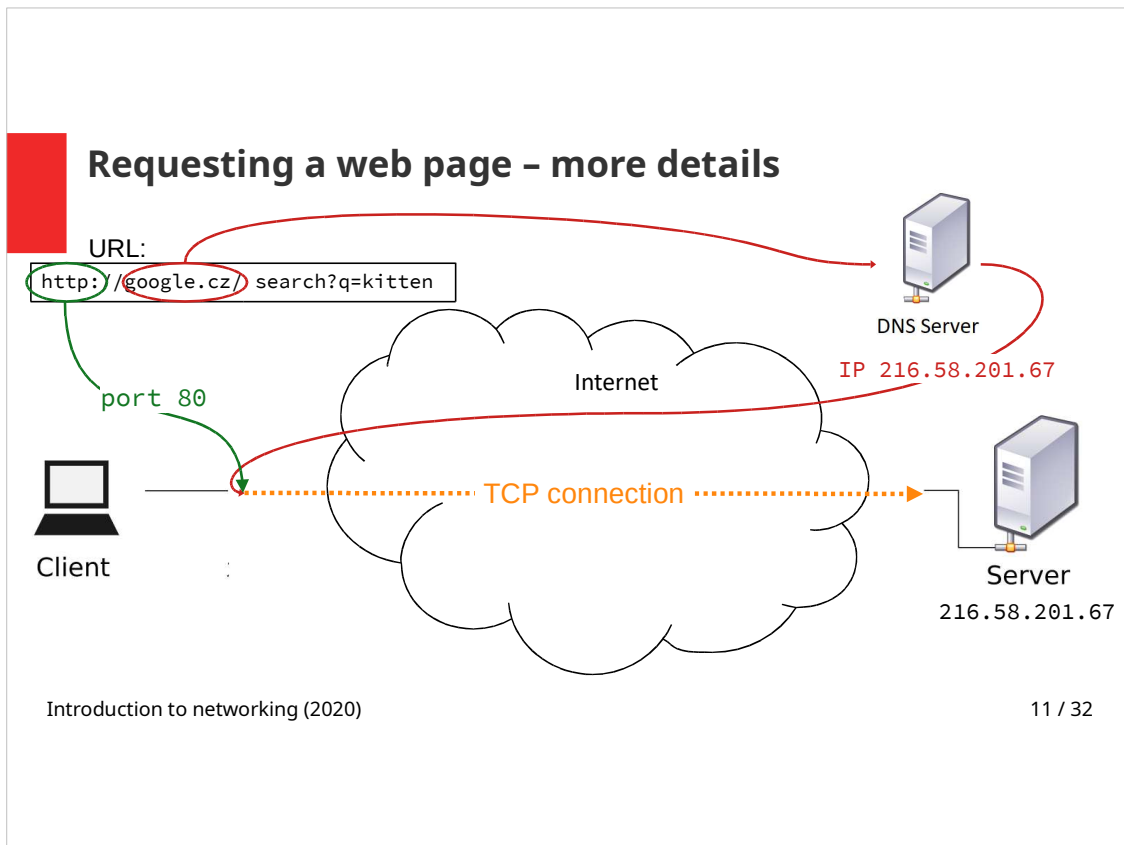 Requesting a web page – more details
URL:
http://google.cz/ search?q=kitten
DNS Server
IP 216.58.201.67
Internet
port 80
TCP connection
Client
:
Server
216.58.201.67
Introduction to networking (2020)
11 / 32